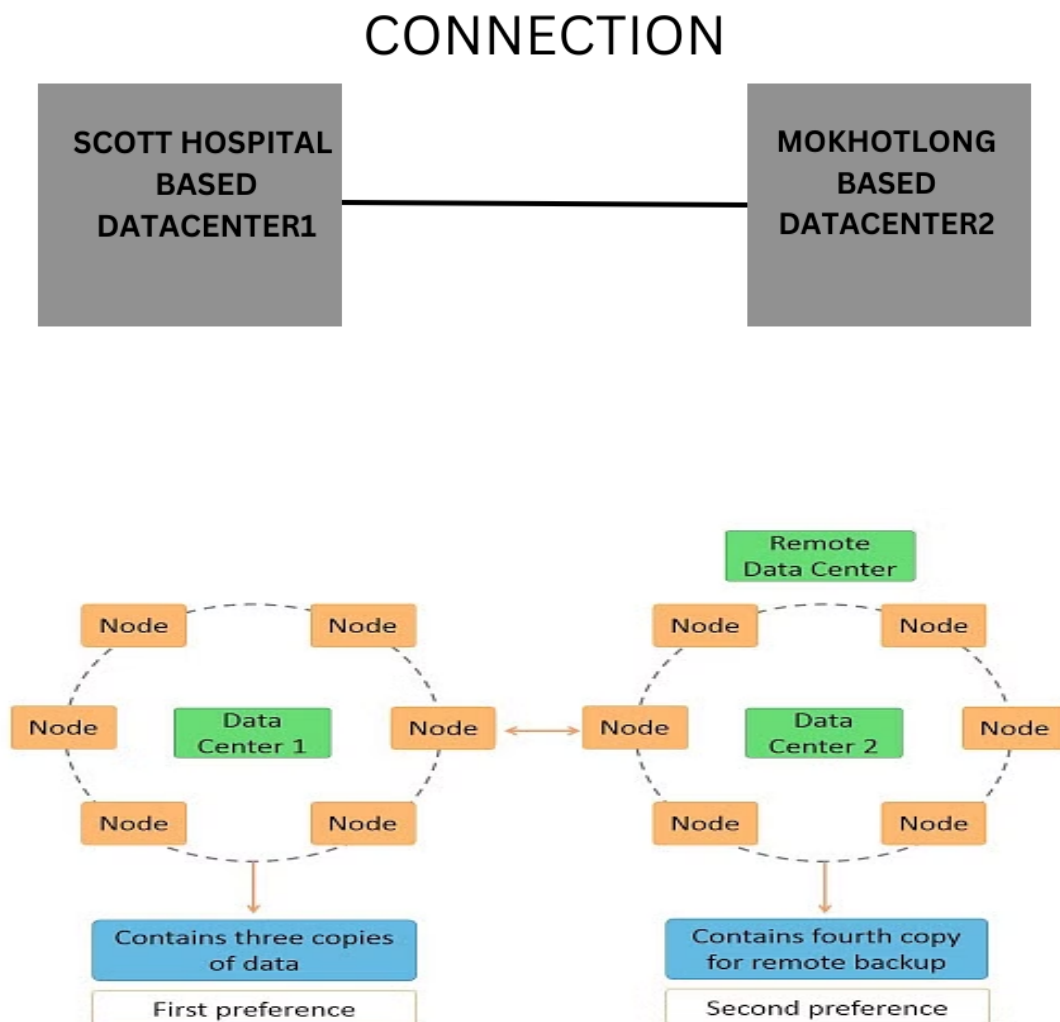 CONNECTION
SCOTT HOSPITAL
BASED
DATACENTER1
MOKHOTLONG
BASED
DATACENTER2
Remote
Data Center
Node
Node
Node
Node
Node
Data
Center 1
Node
Node
Data
Center 2
Node
Node
Node
Node
Node
Contains three copies
of data
First preference
Contains fourth copy
for remote backup
Second preference